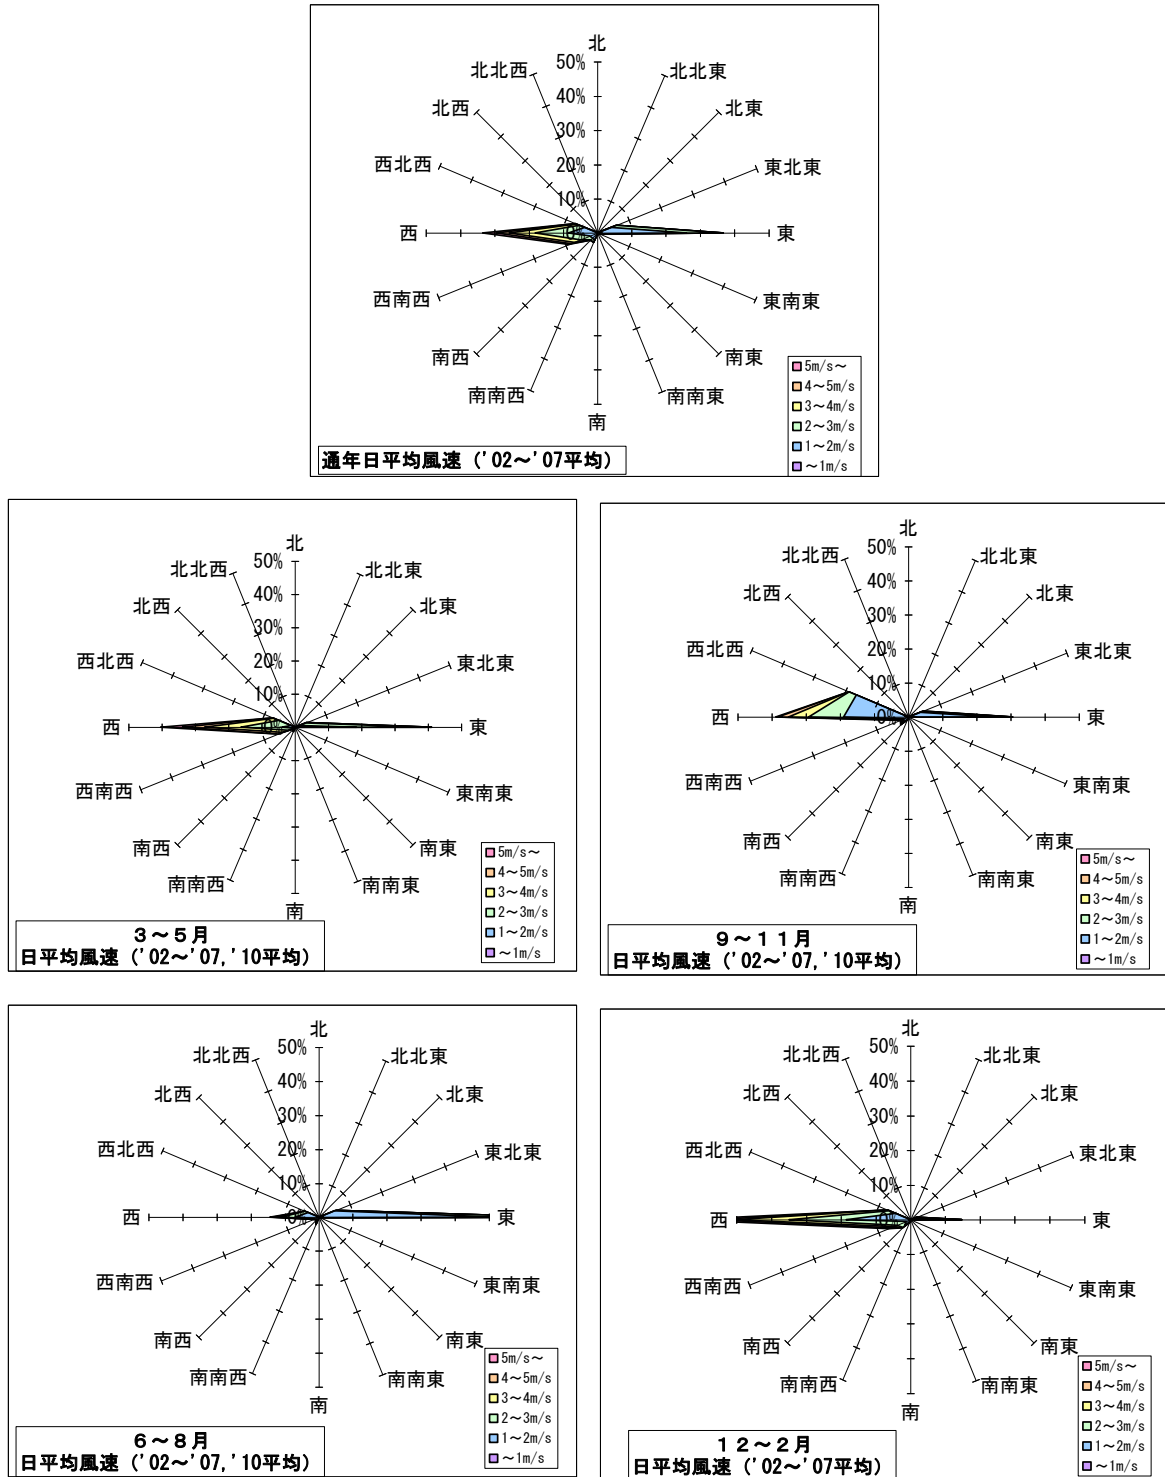 北
50%
北北西
北北東
40%
北西
北東
30%
西北西
20%
東北東
10%
西
0%
東
西南西
東南東
南西
南東
南南西
南南東
南
5m/s～
4～5m/s
3～4m/s
2～3m/s
1～2m/s
～1m/s
通年日平均風速（'02～'07平均）
北
50%
北北西
北北東
40%
北西
北東
30%
西北西
20%
東北東
10%
西
0%
東
西南西
東南東
南西
南東
南南西
南南東
南
5m/s～
4～5m/s
3～4m/s
2～3m/s
1～2m/s
～1m/s
３～５月
日平均風速（'02～'07,'10平均）
北
50%
北北西
北北東
40%
北西
北東
30%
西北西
20%
東北東
10%
西
0%
東
西南西
東南東
南西
南東
南南西
南南東
南
5m/s～
4～5m/s
3～4m/s
2～3m/s
1～2m/s
～1m/s
９～１１月
日平均風速（'02～'07,'10平均）
北
50%
北北西
北北東
40%
北西
北東
30%
西北西
20%
東北東
10%
西
0%
東
西南西
東南東
南西
南東
南南西
南南東
南
5m/s～
4～5m/s
3～4m/s
2～3m/s
1～2m/s
～1m/s
６～８月
日平均風速（'02～'07,'10平均）
北
50%
北北西
北北東
40%
北西
北東
30%
西北西
20%
東北東
10%
西
0%
東
西南西
東南東
南西
南東
南南西
南南東
南
5m/s～
4～5m/s
3～4m/s
2～3m/s
1～2m/s
～1m/s
１２～２月
日平均風速（'02～'07平均）